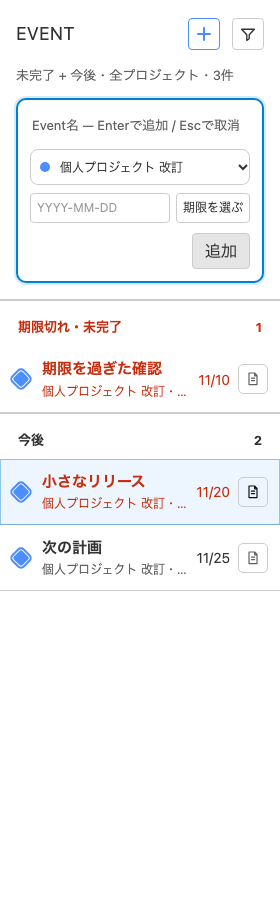 EVENT
未完了 + 今後・全プロジェクト・3件
Event名 — Enterで追加 / Escで取消
個人プロジェクト 改訂
YYYY-MM-DD
期限を選ぶ
追加
期限切れ・未完了 1
期限を過ぎた確認 11/10
個人プロジェクト 改訂・...
今後 2
小さなリリース 11/20
個人プロジェクト 改訂・...
次の計画 11/25
個人プロジェクト 改訂・...